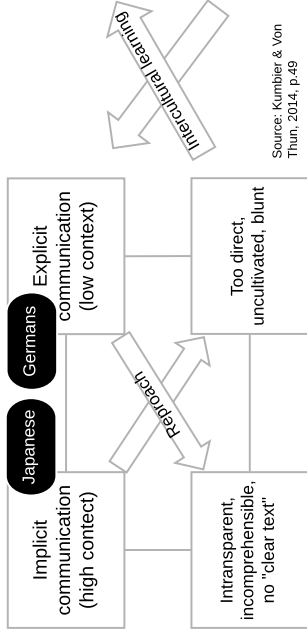 Implicit
communication
(high contect)
Japanese
Germans
Explicit
communication
(low context)
Reproach
Intransparent,
incomprehensible,
no "clear text"
Too direct,
uncultivated, blunt
Intercultural learning
Source: Kumbier & Von
Thun, 2014, p.49